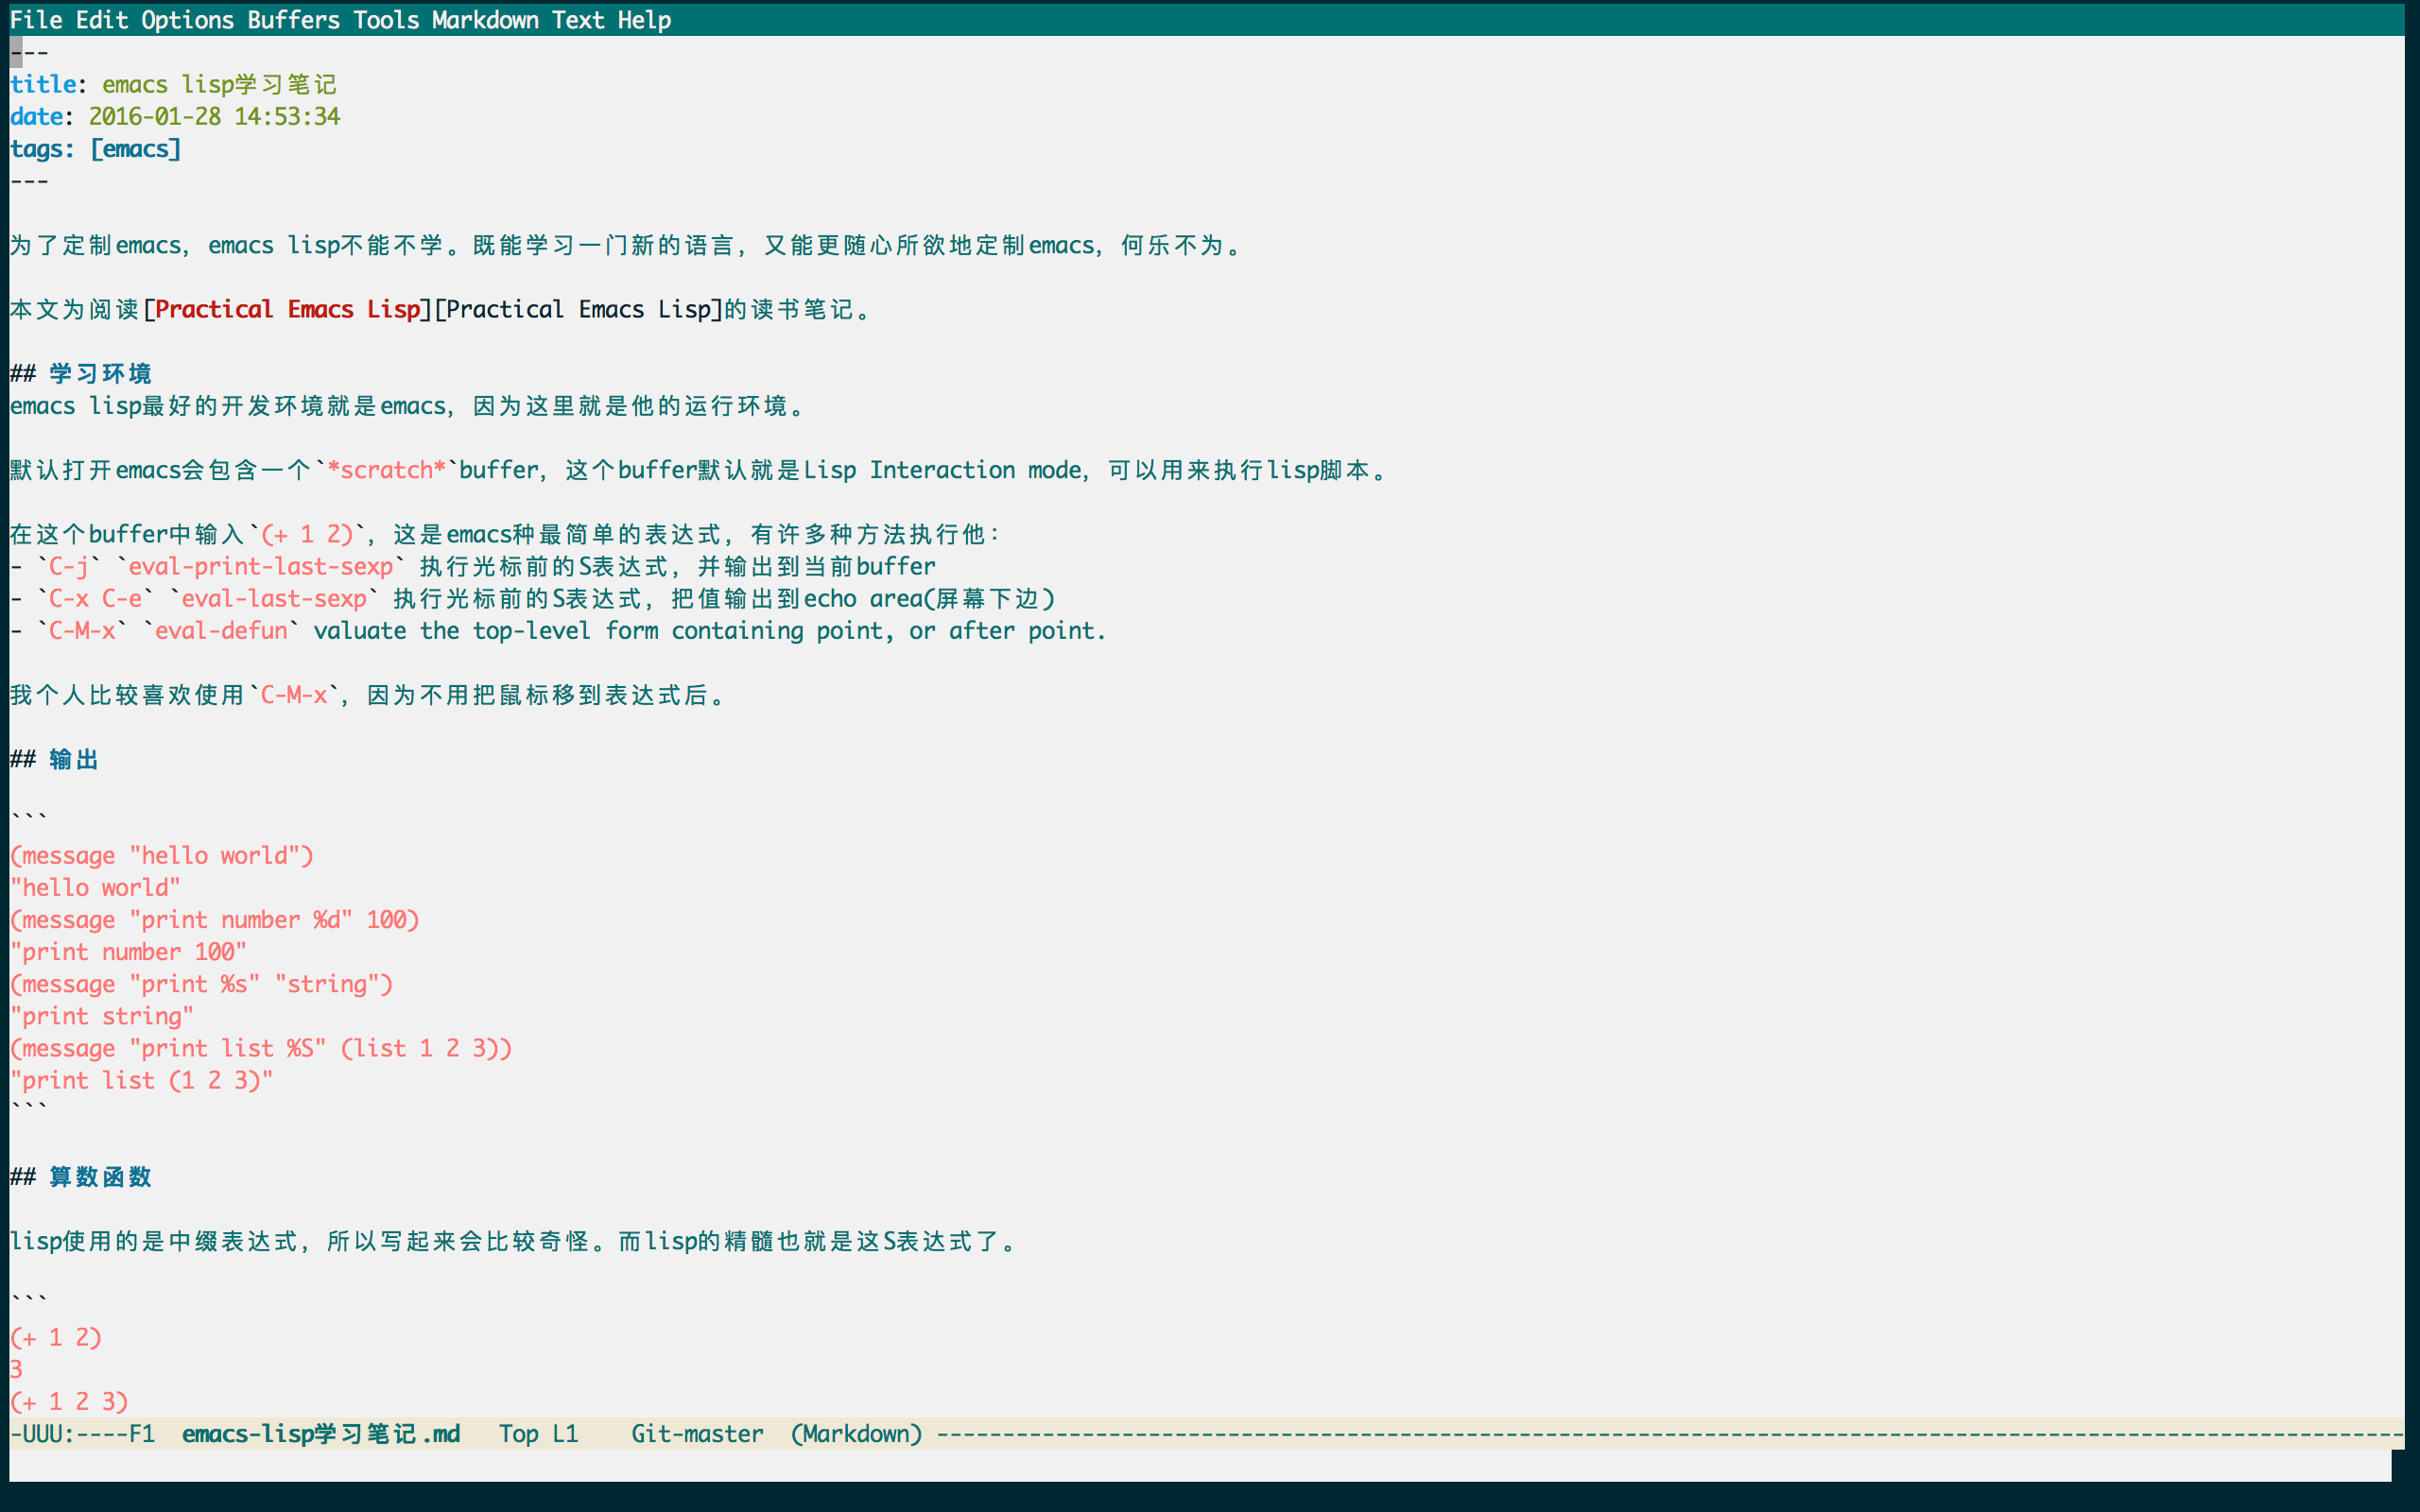 File Edit Options Buffers Tools Markdown Text Help
---
title: emacs lisp学习笔记
date: 2016-01-28 14:53:34
tags: [emacs]
---
为了定制emacs, emacs lisp不能不学。既能学习一门新的语言, 又能更随心所欲地定制emacs, 何乐不为。
本文为阅读[Practical Emacs Lisp][Practical Emacs Lisp]的读书笔记。
## 学习环境
emacs lisp最好的开发环境就是emacs, 因为这里就是他的运行环境。
默认打开emacs会包含一个`*scratch*`buffer, 这个buffer默认就是Lisp Interaction mode, 可以用来执行lisp脚本。
在这个buffer中输入`(+ 1 2)`, 这是emacs种最简单的表达式, 有许多种方法执行他:
- `C-j` `eval-print-last-sexp` 执行光标前的S表达式, 并输出到当前buffer
- `C-x C-e` `eval-last-sexp` 执行光标前的S表达式, 把值输出到echo area(屏幕下边)
- `C-M-x` `eval-defun` valuate the top-level form containing point, or after point.
我个人比较喜欢使用`C-M-x`, 因为不用把鼠标移到表达式后。
## 输出
```
(message "hello world")
"hello world"
(message "print number %d" 100)
"print number 100"
(message "print %s" "string")
"print string"
(message "print list %S" (list 1 2 3))
"print list (1 2 3)"
```
## 算数函数
lisp使用的是中缀表达式, 所以写起来会比较奇怪。而lisp的精髓也就是这S表达式了。
```
(+ 1 2)
3
(+ 1 2 3)
-UUU:----F1  emacs-lisp学习笔记.md   Top L1    Git-master  (Markdown) ---------------------------------------------------------------------------------------------------------------